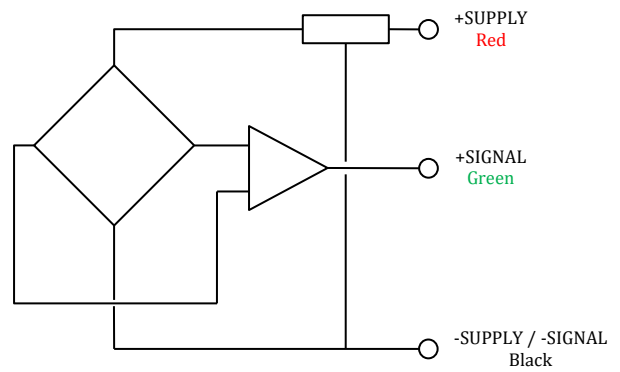 +SUPPLY
Red
+SIGNAL
Green
-SUPPLY / -SIGNAL
Black